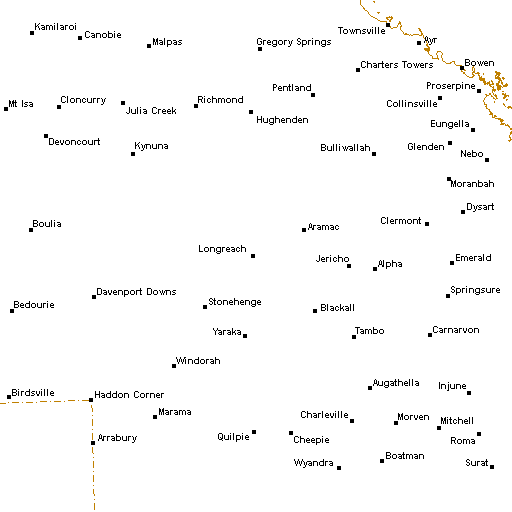 Townsville
Kamilaroi
Canobie
Malpas
Gregory Springs
Ayr
Charters Towers
Bowen
Pentland
Proserpine
Mt Isa
Cloncurry
Julia Creek
Richmond
Hughenden
Collinsville
Eungella
Devoncourt
Kynuna
Bulliwallah
Glenden
Nebo
Moranbah
Dysart
Boulia
Aramac
Clermont
Longreach
Jericho
Alpha
Emerald
Davenport Downs
Springsure
Bedourie
Stonehenge
Blackall
Yaraka
Tambo
Carnarvon
Windorah
Augathella
Injune
Birdsville
Haddon Corner
Marama
Charleville
Morven
Mitchell
Arrabury
Quilpie
Cheepie
Roma
Wyandra
Boatman
Surat